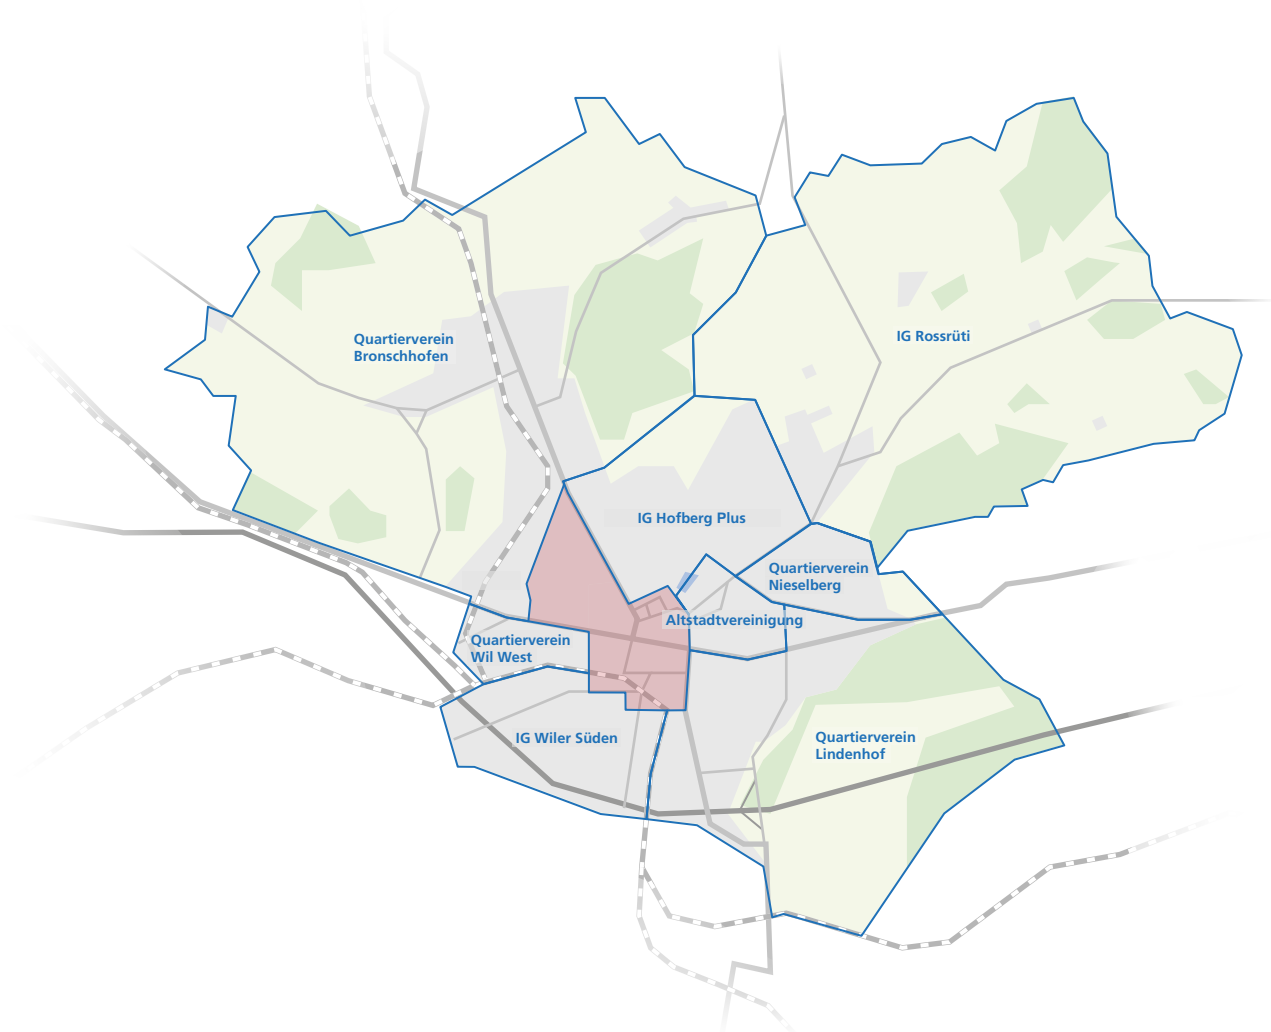 Quartierverein
Bronschhofen
IG Rossrüti
IG Hofberg Plus
Quartierverein
Nieselberg
Altstadtvereinigung
Quartierverein
Wil West
IG Wiler Süden
Quartierverein
Lindenhof